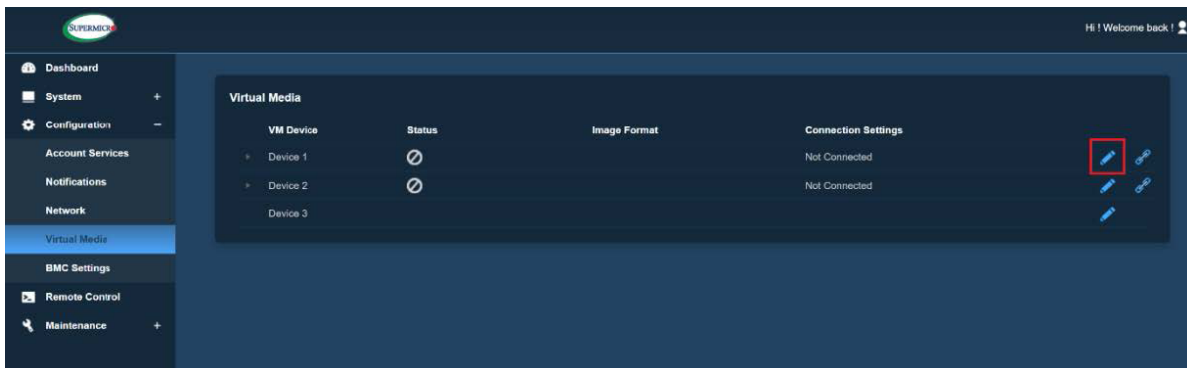 SUPERMICR
Hi ! Welcome back !
Dashboard
System +
Configuration −
Account Services
Notifications
Network
Virtual Media
BMC Settings
Remote Control
Maintenance +
Virtual Media
VM Device Status Image Format Connection Settings
Device 1 Not Connected
Device 2 Not Connected
Device 3